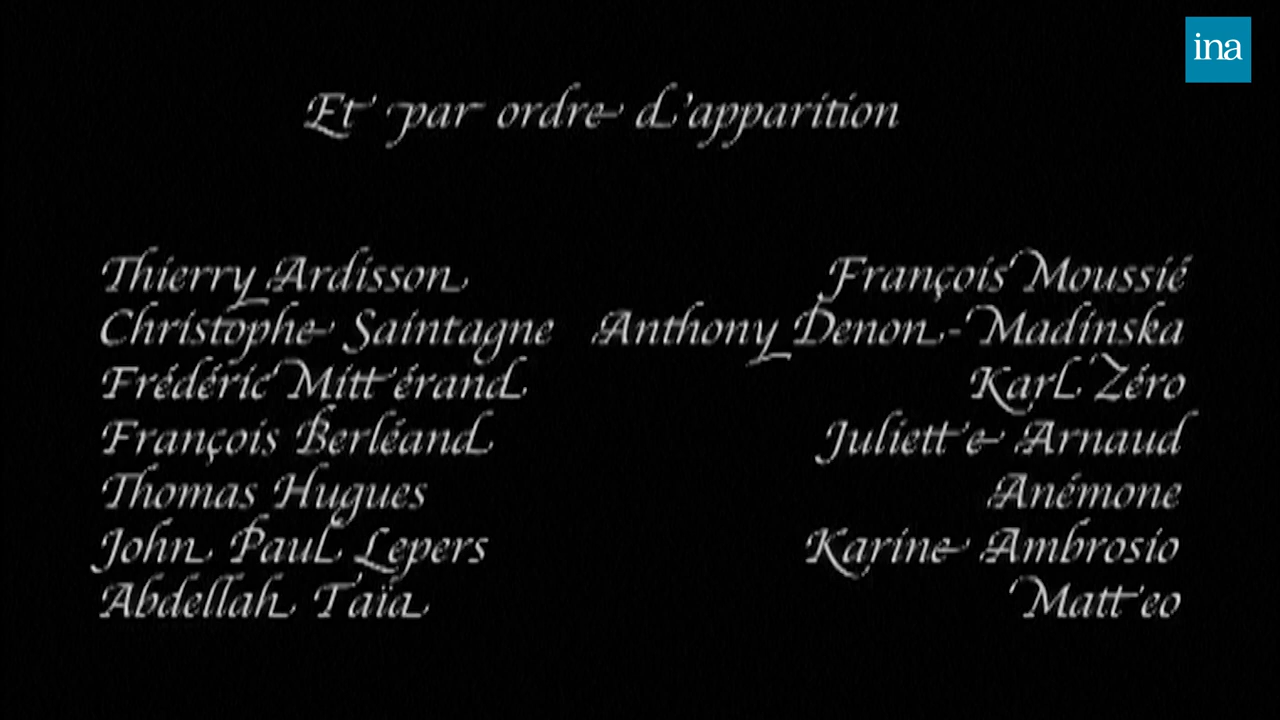 ina
Et par ordre d'apparition
Thierry Ardisson
Christophe Saintagne
Frédéric Mittérand
François Berléand
Thomas Hugues
John Paul Lepers
Abdellah Taïa
François Moussié
Anthony Denon-Madinska
Karl Zéro
Juliette Arnaud
Anémone
Karine Ambrosio
Matteo